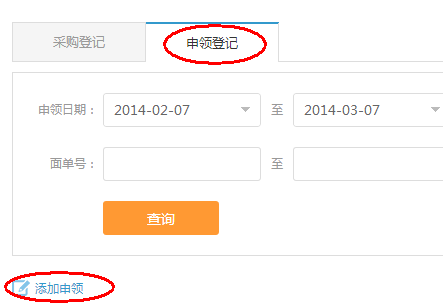 采购登记 申领登记
申领日期： 2014-02-07 至 2014-03-07
面单号： 至
查询
添加申领